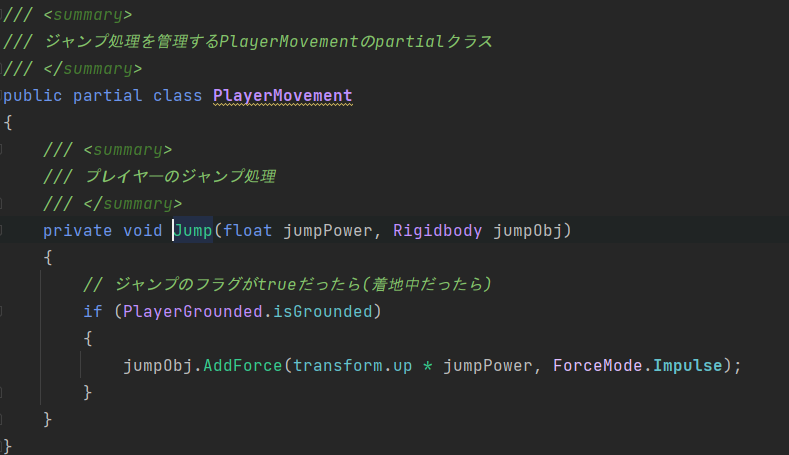 /// <summary>
/// ジャンプ処理を管理するPlayerMovementのpartialクラス
/// </summary>
public partial class PlayerMovement
{
/// <summary>
/// プレイヤーのジャンプ処理
/// </summary>
private void Jump(float jumpPower, Rigidbody jumpObj)
{
// ジャンプのフラグがtrueだったら(着地中だったら)
if (PlayerGrounded.isGrounded)
{
jumpObj.AddForce(transform.up * jumpPower, ForceMode.Impulse);
}
}
}